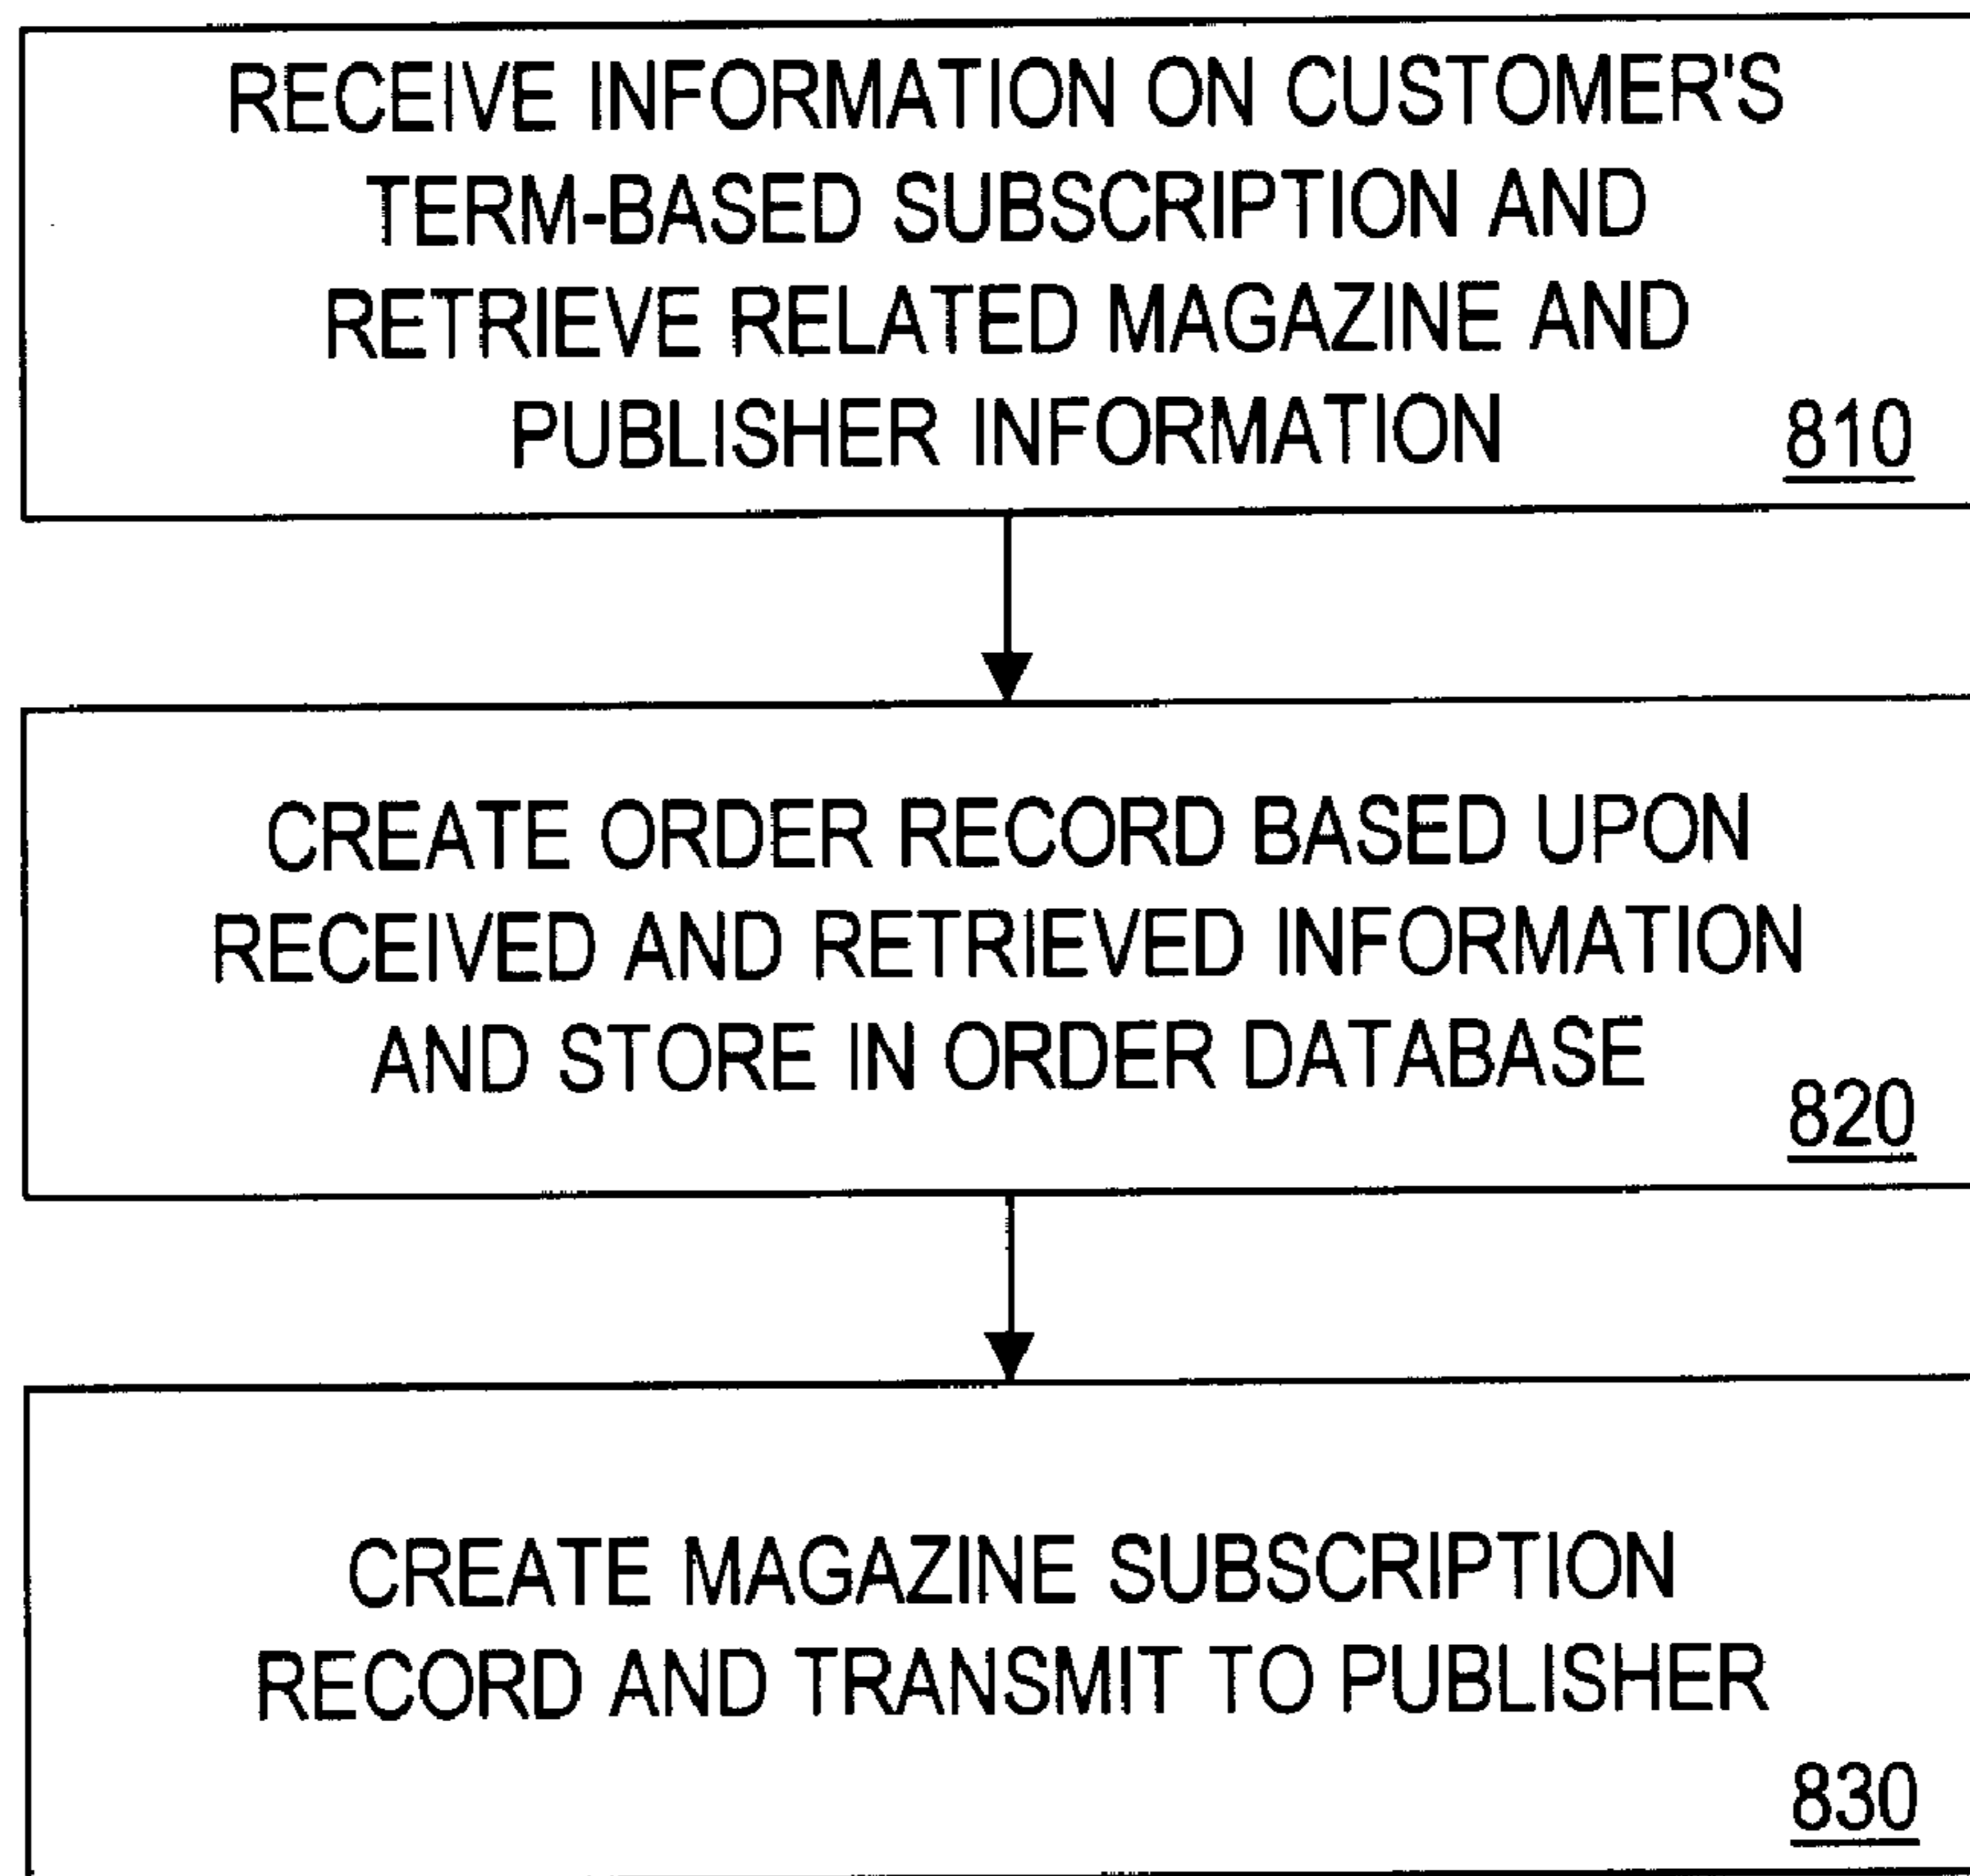 RECEIVE INFORMATION ON CUSTOMER'S
TERM-BASED SUBSCRIPTION AND
RETRIEVE RELATED MAGAZINE AND
PUBLISHER INFORMATION 810
CREATE ORDER RECORD BASED UPON
RECEIVED AND RETRIEVED INFORMATION
AND STORE IN ORDER DATABASE
820
CREATE MAGAZINE SUBSCRIPTION
RECORD AND TRANSMIT TO PUBLISHER
830